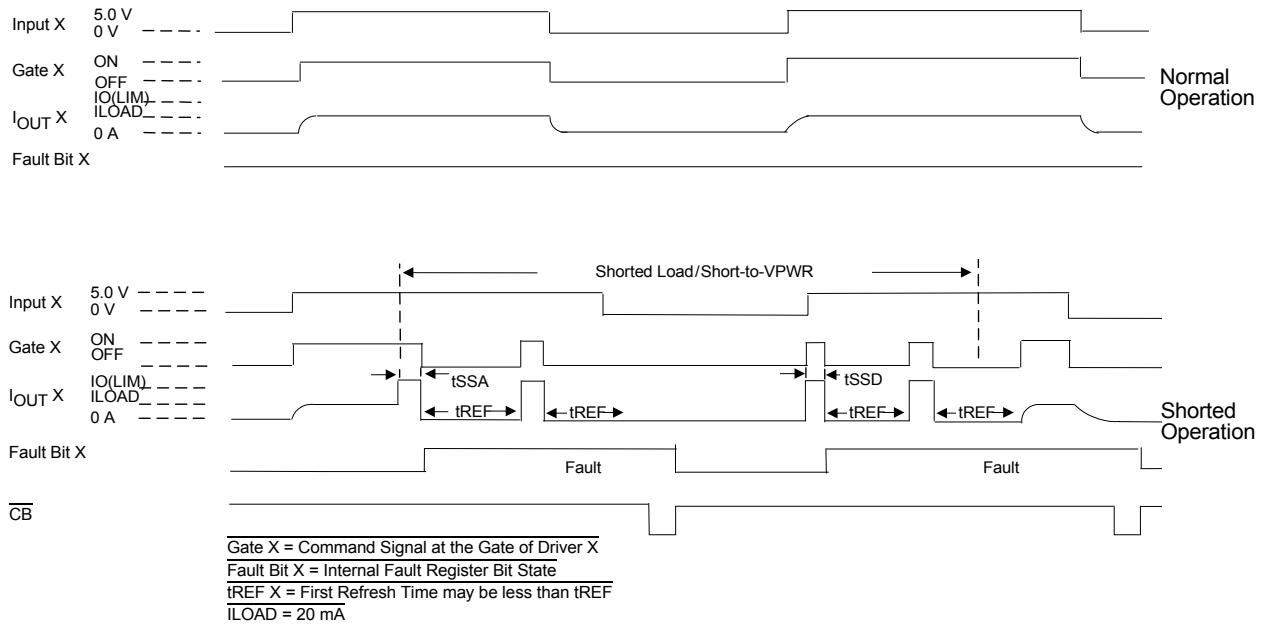 Input X 5.0 V
0 V
Gate X ON
OFF
Normal Operation
IO(LIM)
ILOAD
IOUT X
0 A
Fault Bit X
Shorted Load/Short-to-VPWR
Input X 5.0 V
0 V
Gate X ON
OFF
tSSA tSSD
IO(LIM)
IOUT X ILOAD
0 A
tREF tREF tREF tREF
Shorted Operation
Fault Bit X
Fault Fault
CB
Gate X = Command Signal at the Gate of Driver X
Fault Bit X = Internal Fault Register Bit State
tREF X = First Refresh Time may be less than tREF
ILOAD = 20 mA